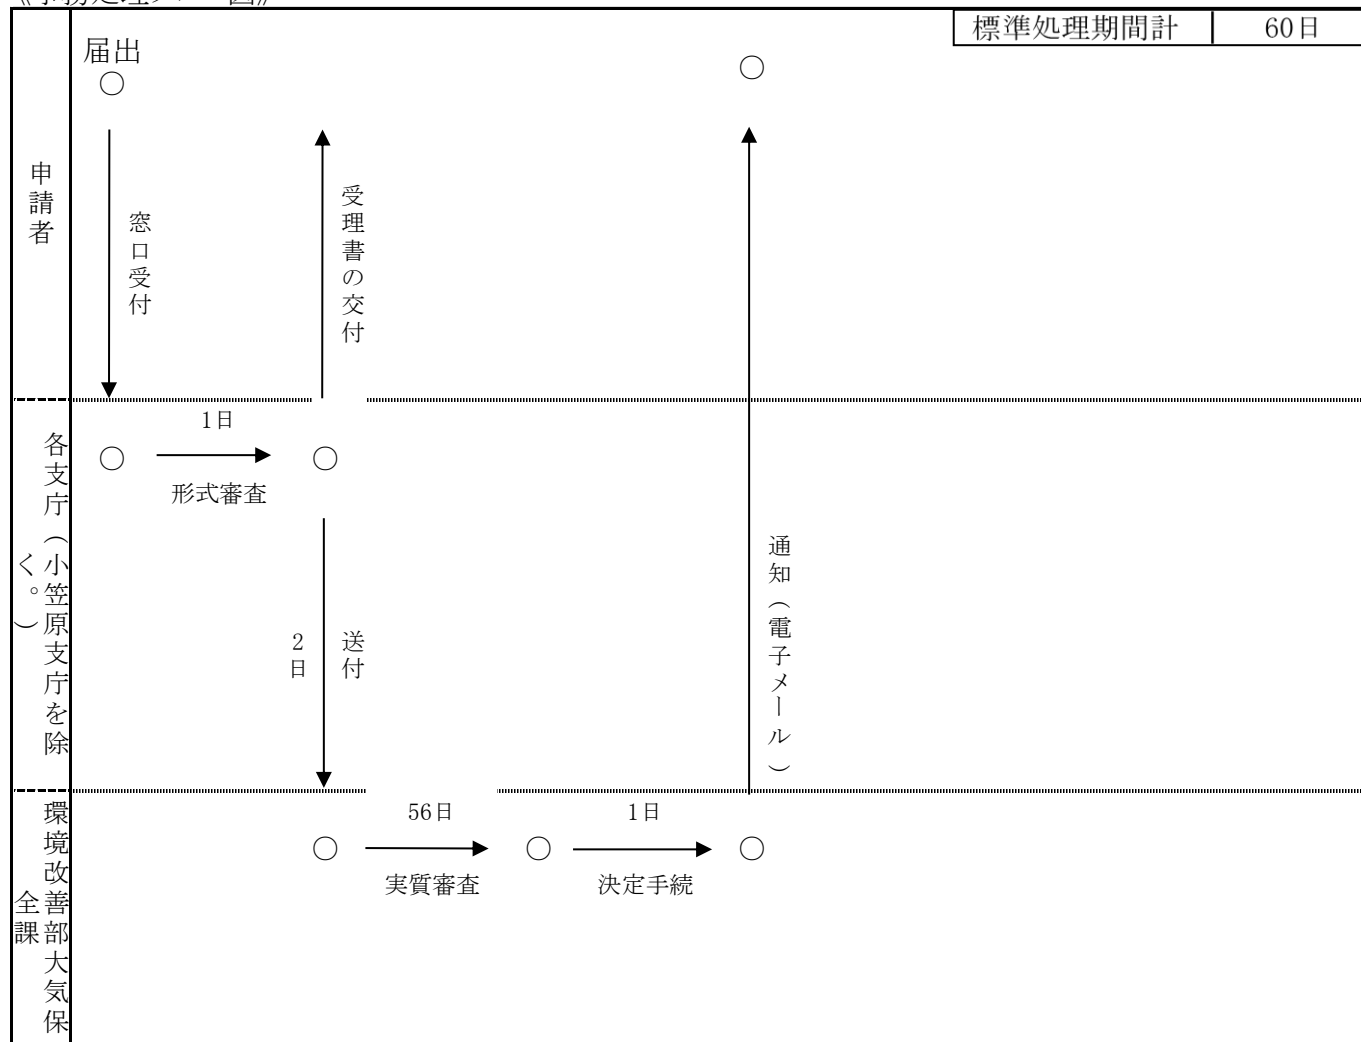 標準処理期間計 60日
届出
申請者
窓口受付
受理書の交付
1日
形式審査
各支庁（小笠原支庁を除
く。）
2日
送付
通知（電子メール）
56日
実質審査
1日
決定手続
環境改善部大気保
全課